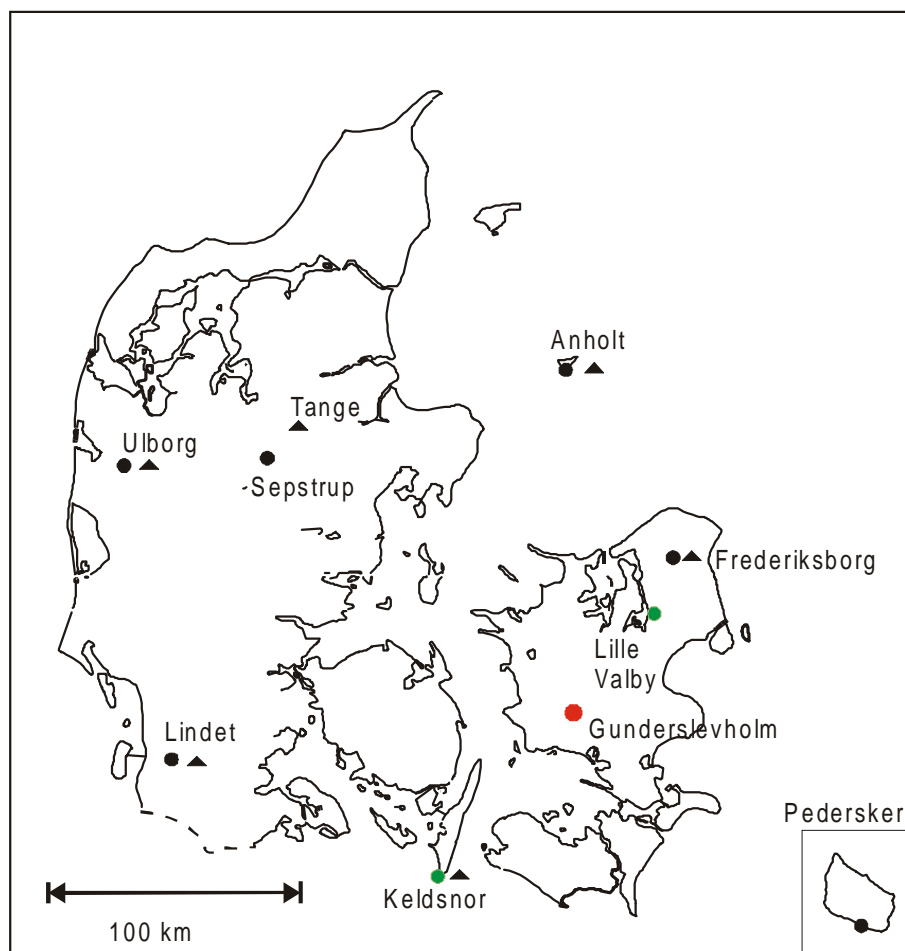 Anholt
Tange
Ulborg
Sepstrup
Frederiksborg
Lille
Valby
Gunderslevholm
Lindet
Pedersker
Keldsnor
100 km